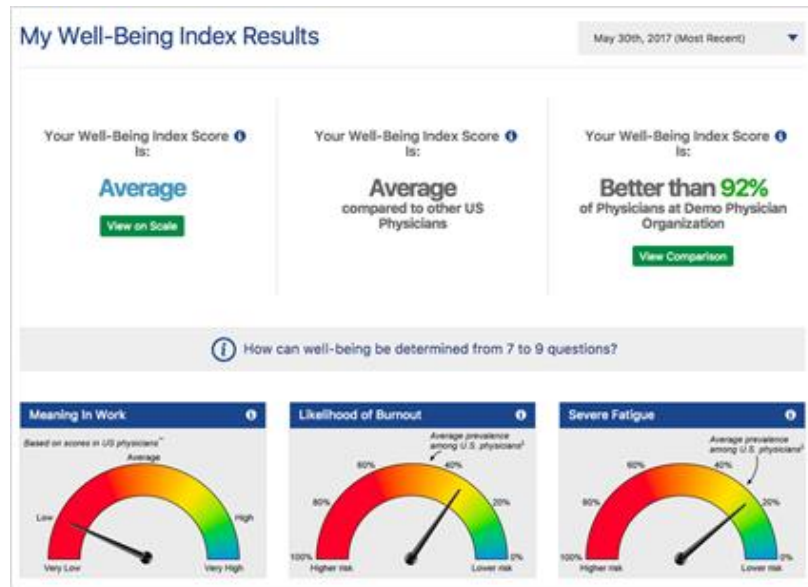 My Well-Being Index Results
May 30th, 2017 (Most Recent)
Your Well-Being Index Score
Is:
Average
View on Scale
Your Well-Being Index Score
Is:
Average
compared to other US
Physicians
Your Well-Being Index Score
Is:
Better than 92%
of Physicians at Demo Physician
Organization
View Comparison
How can well-being be determined from 7 to 9 questions?
Meaning In Work
Based on scores in US physicians
Average
Low
High
Very Low
Very High
Likelihood of Burnout
Average prevalence
among U.S. physicians
60%
40%
80%
20%
100%
0%
Higher risk
Lower risk
Severe Fatigue
Average prevalence
among U.S. physicians
60%
40%
80%
20%
100%
0%
Higher risk
Lower risk